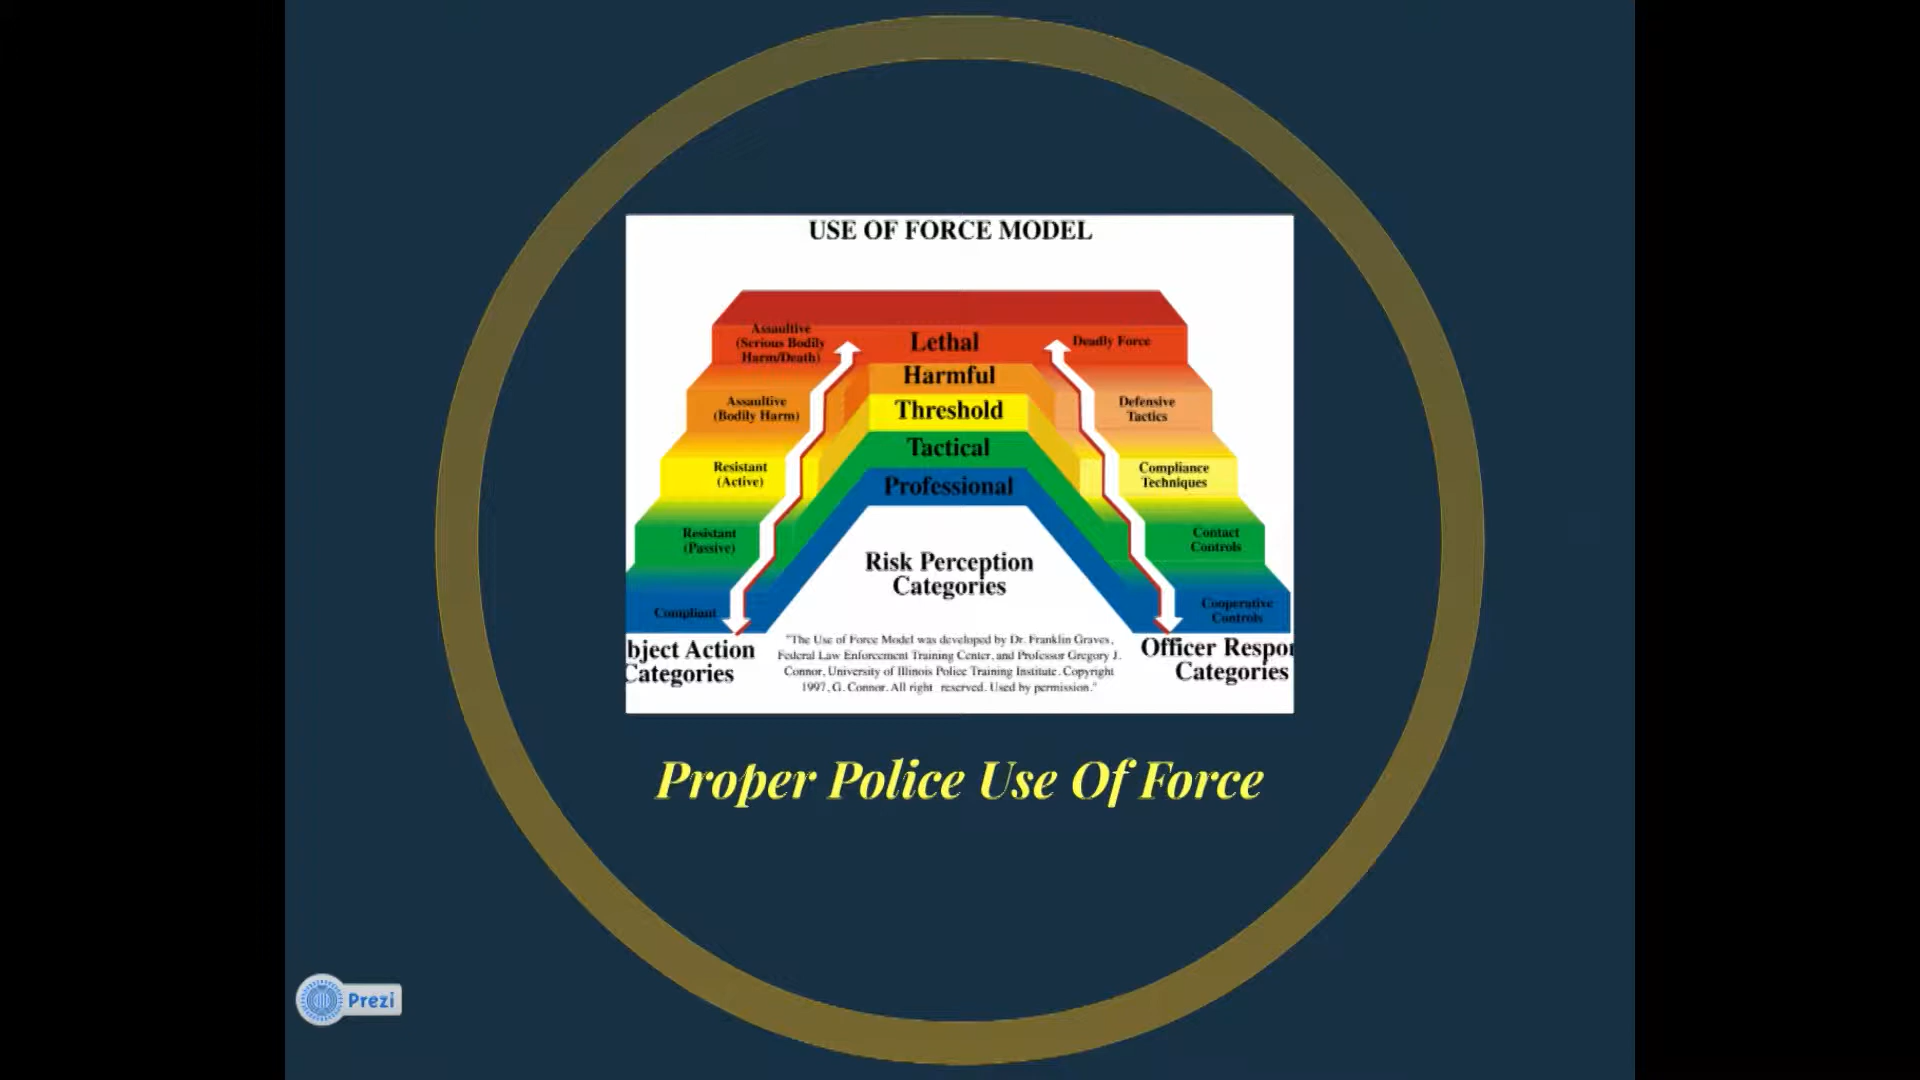 USE OF FORCE MODEL
Assaultive
(Serious Bodily
Harm/Death)
Lethal
Deadly Force
Harmful
Assaultive
(Bodily Harm)
Threshold
Defensive
Tactics
Tactical
Resistant
(Active)
Compliance
Techniques
Professional
Resistant
(Passive)
Contact
Controls
Risk Perception
Categories
Compliant
Cooperative
Controls
bject Action
Categories
"The Use of Force Model was developed by Dr. Franklin Graves,
Federal Law Enforcement Training Center, and Professor Gregory J.
Connor, University of Illinois Police Training Institute. Copyright
1997, G. Connor. All right reserved. Used by permission."
Officer Respon
Categories
Proper Police Use Of Force
Prezi